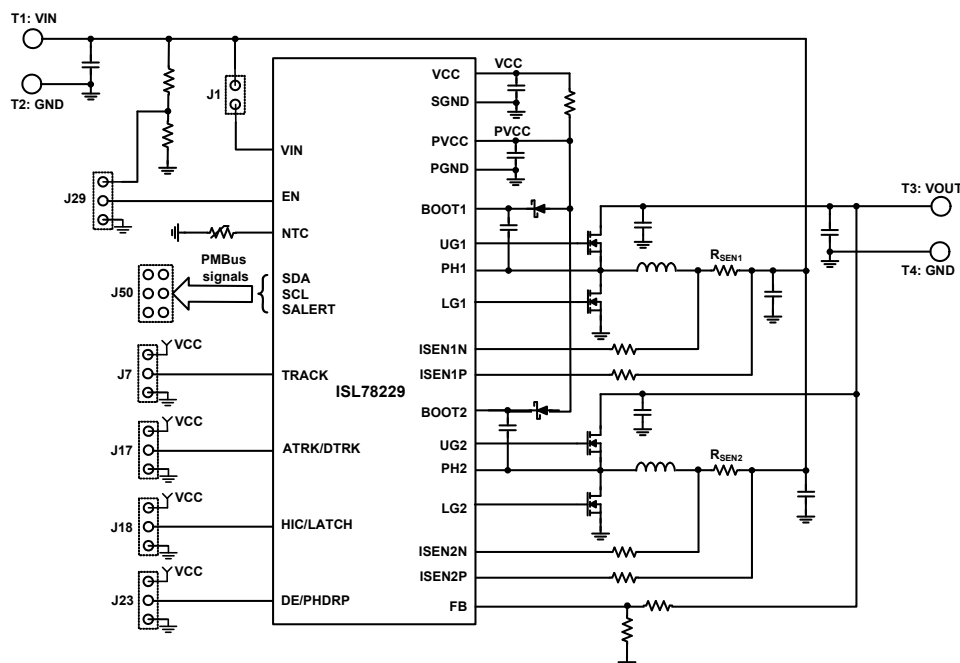 T1: VIN
T2: GND
J1
J29
VIN
EN
NTC
PMBus
signals
J50
SDA
SCL
SALERT
J7
VCC
TRACK
J17
VCC
ATRK/DTRK
J18
VCC
HIC/LATCH
J23
VCC
DE/PHDRP
ISL78229
VCC
VCC
SGND
PVCC
PVCC
PGND
BOOT1
UG1
PH1
RSEN1
LG1
ISEN1N
ISEN1P
BOOT2
UG2
PH2
RSEN2
LG2
ISEN2N
ISEN2P
FB
T3: VOUT
T4: GND